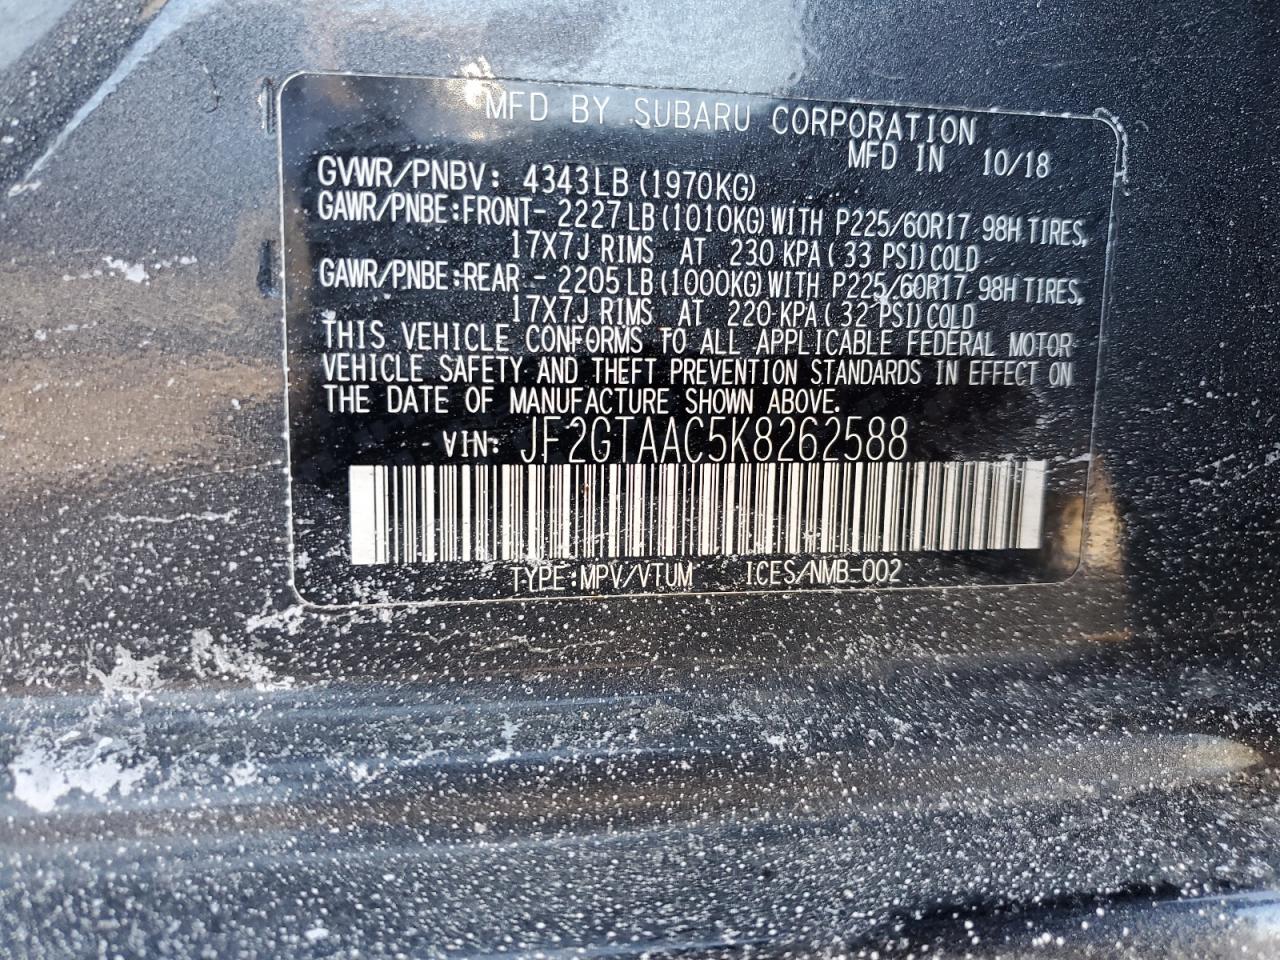 MFD BY SUBARU CORPORATION
MFD IN 10/18
GVWR/PNBV: 4343LB(1970KG)
GAWR/PNBE:FRONT-2227LB(1010KG)WITH P225/60R17 98H TIRES,
17X7J RIMS AT 230 KPA(33 PSI)COLD
GAWR/PNBE:REAR -2205LB(1000KG)WITH P225/60R17 98H TIRES,
17X7J RIMS AT 220 KPA(32 PSI)COLD
THIS VEHICLE CONFORMS TO ALL APPLICABLE FEDERAL MOTOR
VEHICLE SAFETY AND THEFT PREVENTION STANDARDS IN EFFECT ON
THE DATE OF MANUFACTURE SHOWN ABOVE.
VIN: JF2GTAAC5K8262588
TYPE:MPV/VTUM ICES/NMB-002